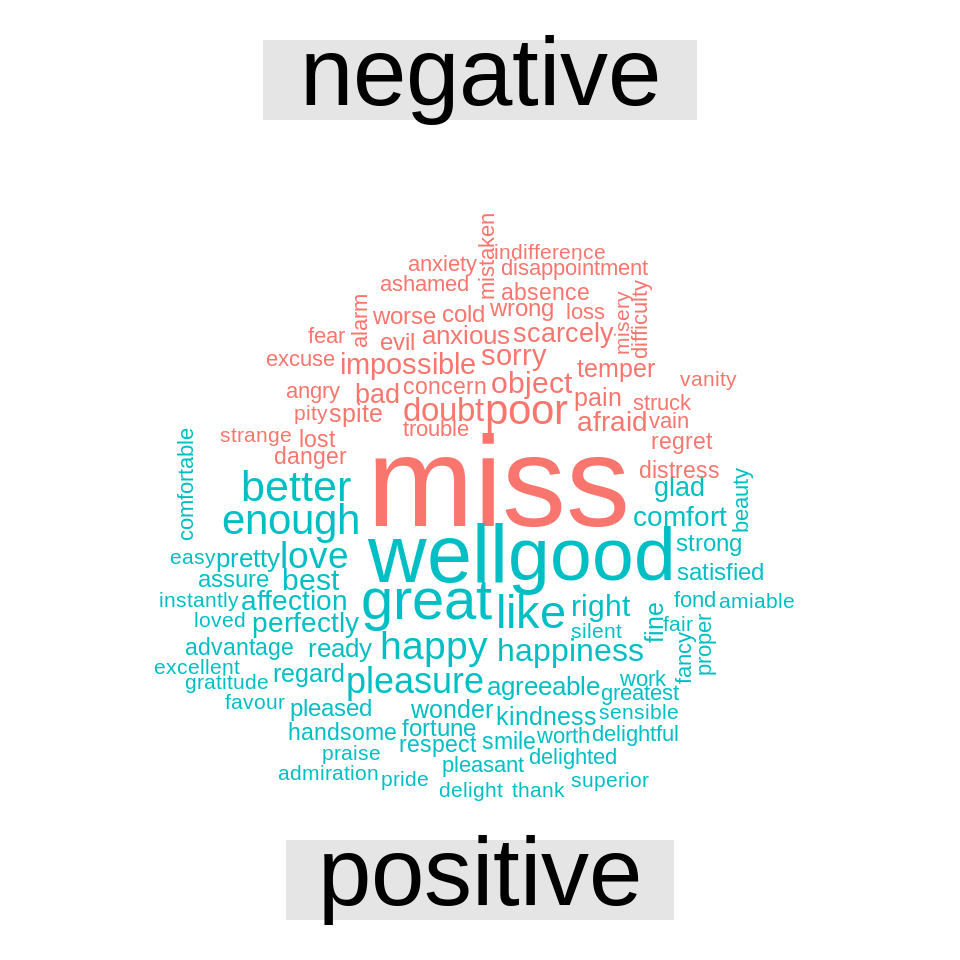 negative
mistaken
indifference
anxiety
disappointment
ashamed
absence
alarm
worse
cold
wrong
loss
misery
difficulty
fear
evil
anxious
scarcely
excuse
impossible
sorry
temper
vanity
angry
bad
concern
object
pain
struck
pity
spite
doubt
poor
afraid
vain
trouble
strange
lost
regret
danger
miss
distress
comfortable
better
glad
beauty
enough
comfort
well
good
strong
easy
pretty
love
assure
best
satisfied
instantly
affection
great
like
right
fond
amiable
loved
perfectly
silent
fine
fair
advantage
ready
happy
happiness
fancy
proper
excellent
gratitude
regard
pleasure
agreeable
work
greatest
favour
pleased
wonder
kindness
sensible
handsome
fortune
respect
smile
worth
delightful
praise
pleasant
delighted
admiration
pride
delight
thank
superior
positive